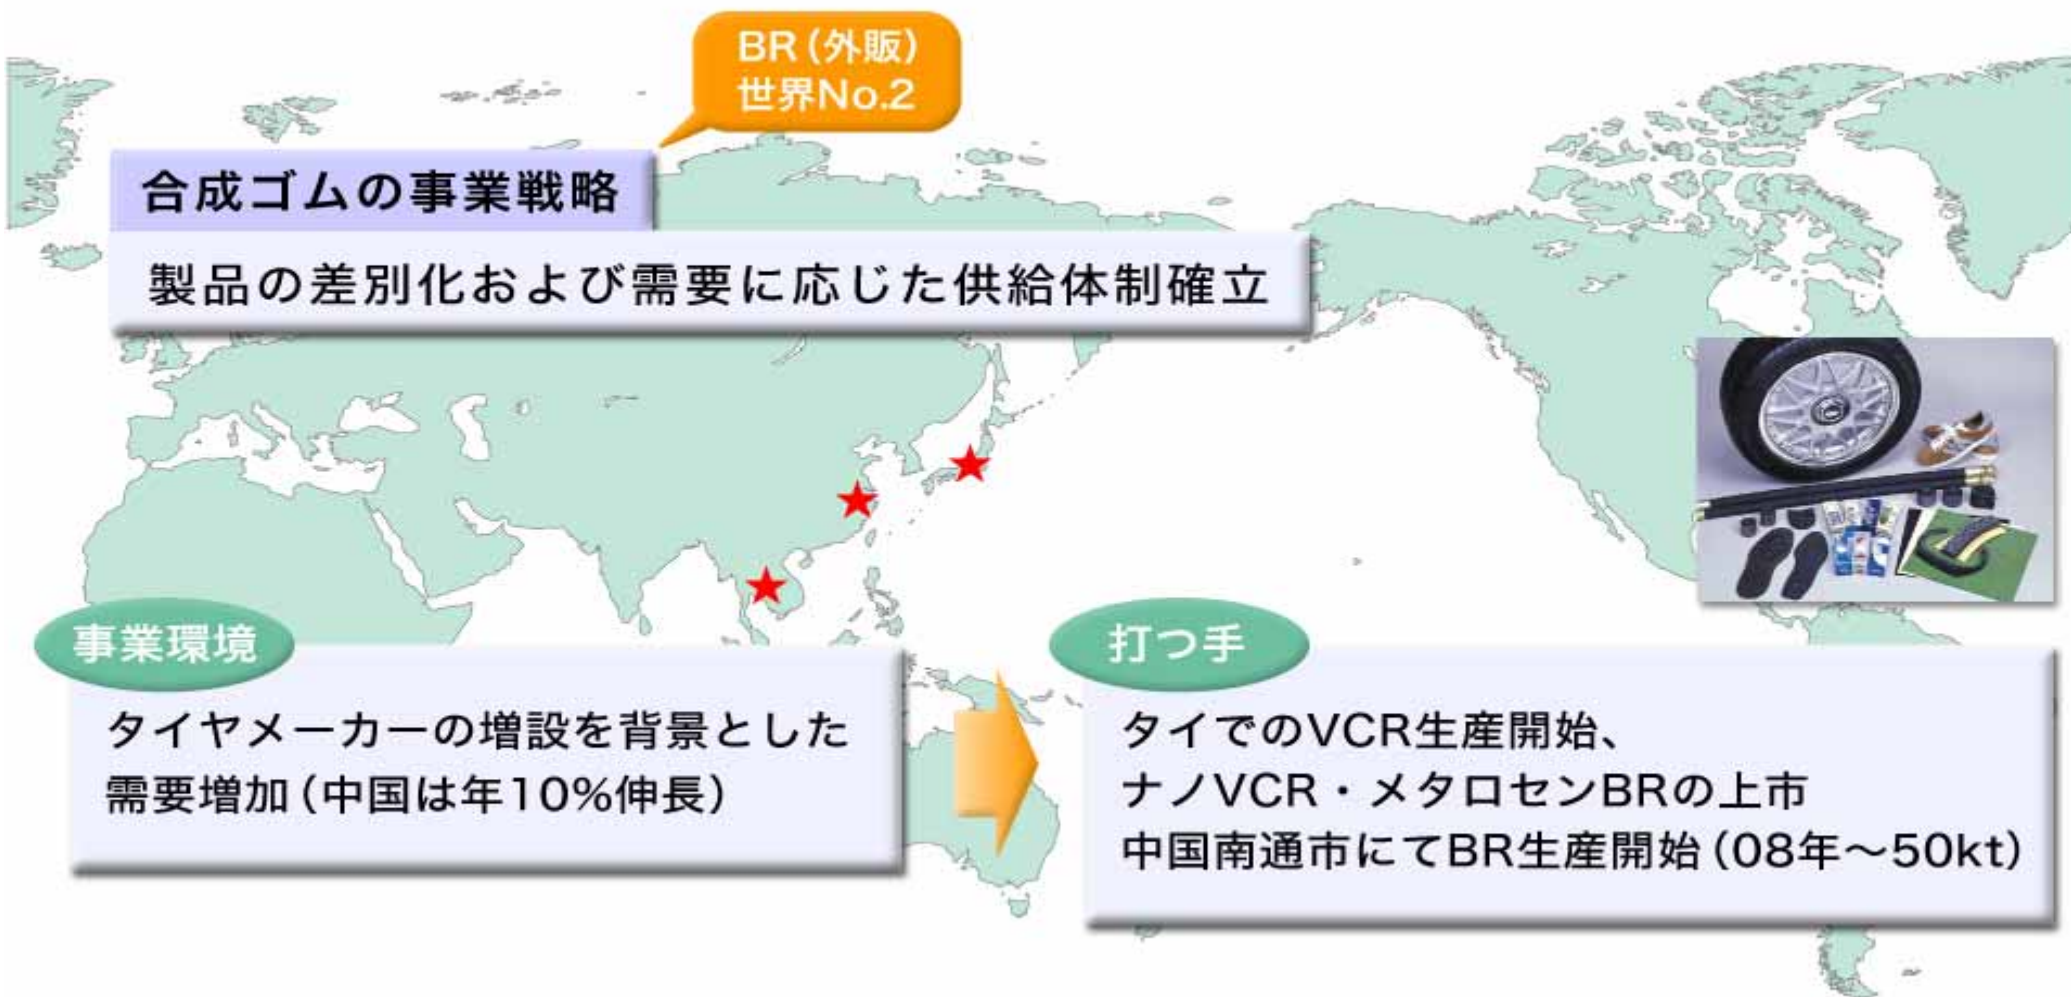 BR(外販)
世界No.2
合成ゴムの事業戦略
製品の差別化および需要に応じた供給体制確立
事業環境
タイヤメーカーの増設を背景とした
需要増加(中国は年10%伸長)
打つ手
タイでのVCR生産開始、
ナノVCR・メタロセンBRの上市
中国南通市にてBR生産開始(08年～50kt)